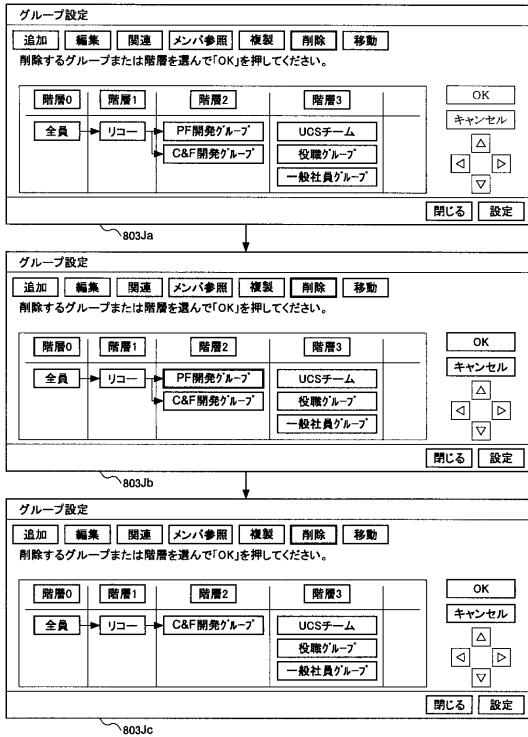 グループ設定
追加 編集 関連 メンバ参照 複製 削除 移動
削除するグループまたは階層を選んで「OK」を押してください。
階層0 階層1 階層2 階層3
OK
キャンセル
全員 リコー PF開発グループ UCSチーム
C&F開発グループ 役職グループ
一般社員グループ
閉じる 設定
803Ja
グループ設定
追加 編集 関連 メンバ参照 複製 削除 移動
削除するグループまたは階層を選んで「OK」を押してください。
階層0 階層1 階層2 階層3
OK
キャンセル
全員 リコー PF開発グループ UCSチーム
C&F開発グループ 役職グループ
一般社員グループ
閉じる 設定
803Jb
グループ設定
追加 編集 関連 メンバ参照 複製 削除 移動
削除するグループまたは階層を選んで「OK」を押してください。
階層0 階層1 階層2 階層3
OK
キャンセル
全員 リコー C&F開発グループ UCSチーム
役職グループ
一般社員グループ
閉じる 設定
803Jc